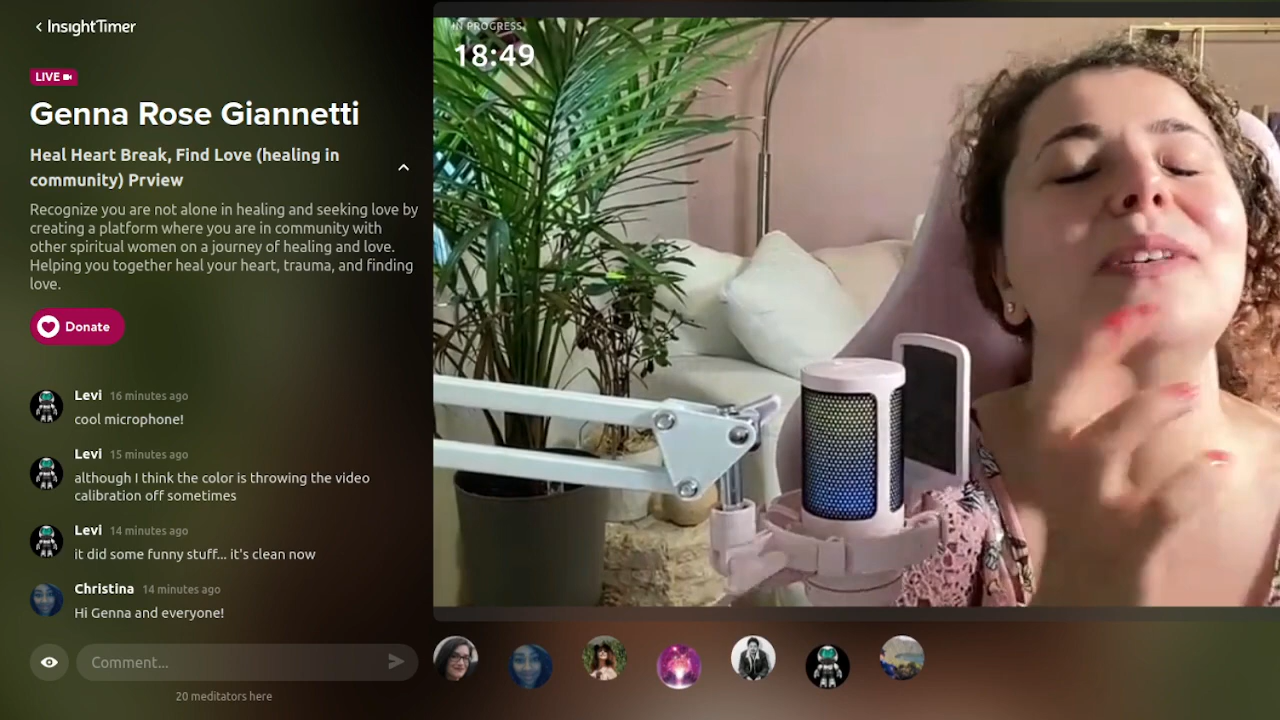 InsightTimer
LIVE
Genna Rose Giannetti
Heal Heart Break, Find Love (healing in
community) Prview
Recognize you are not alone in healing and seeking love by
creating a platform where you are in community with
other spiritual women on a journey of healing and love.
Helping you together heal your heart, trauma, and finding
love.
Donate
Levi 16 minutes ago
cool microphone!
Levi 15 minutes ago
although I think the color is throwing the video
calibration off sometimes
Levi 14 minutes ago
it did some funny stuff... it's clean now
Christina 14 minutes ago
Hi Genna and everyone!
Comment...
20 meditators here
IN PROGRESS
18:49